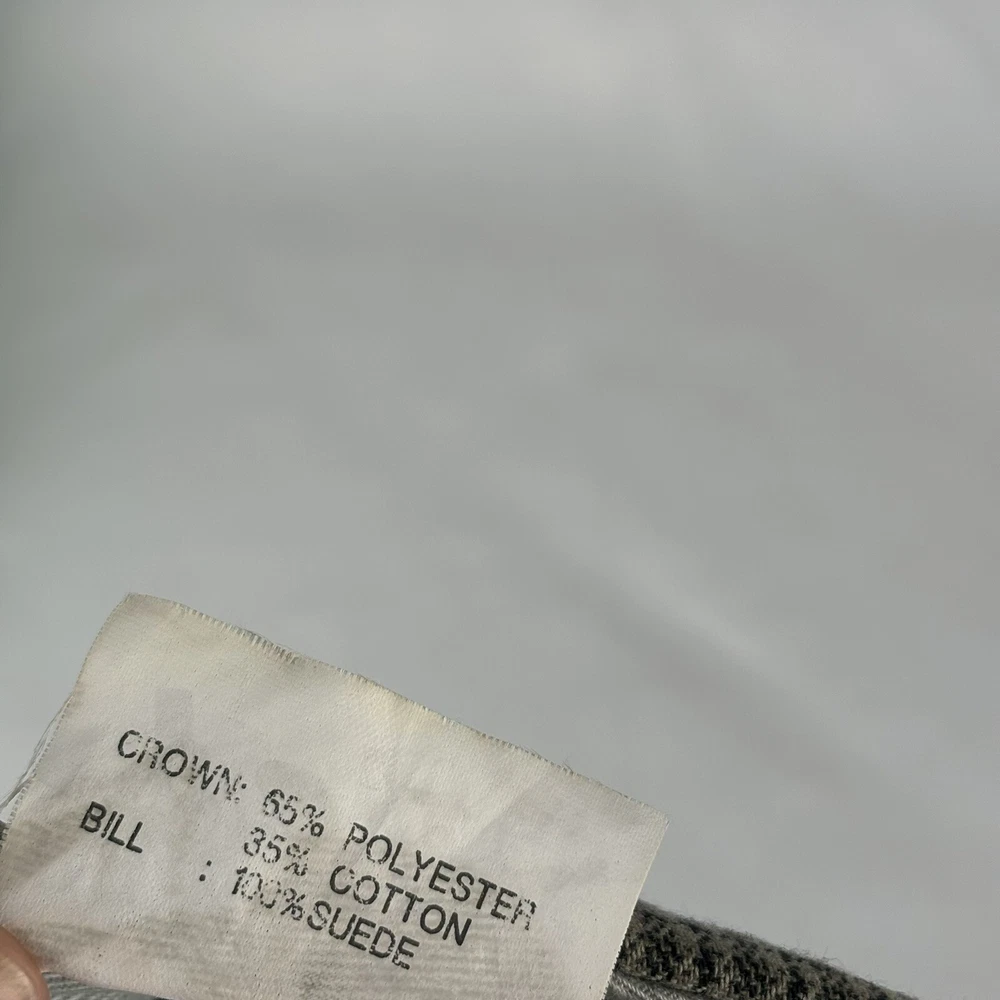 CROWN: 65% POLYESTER
35% COTTON
BILL : 100% SUEDE